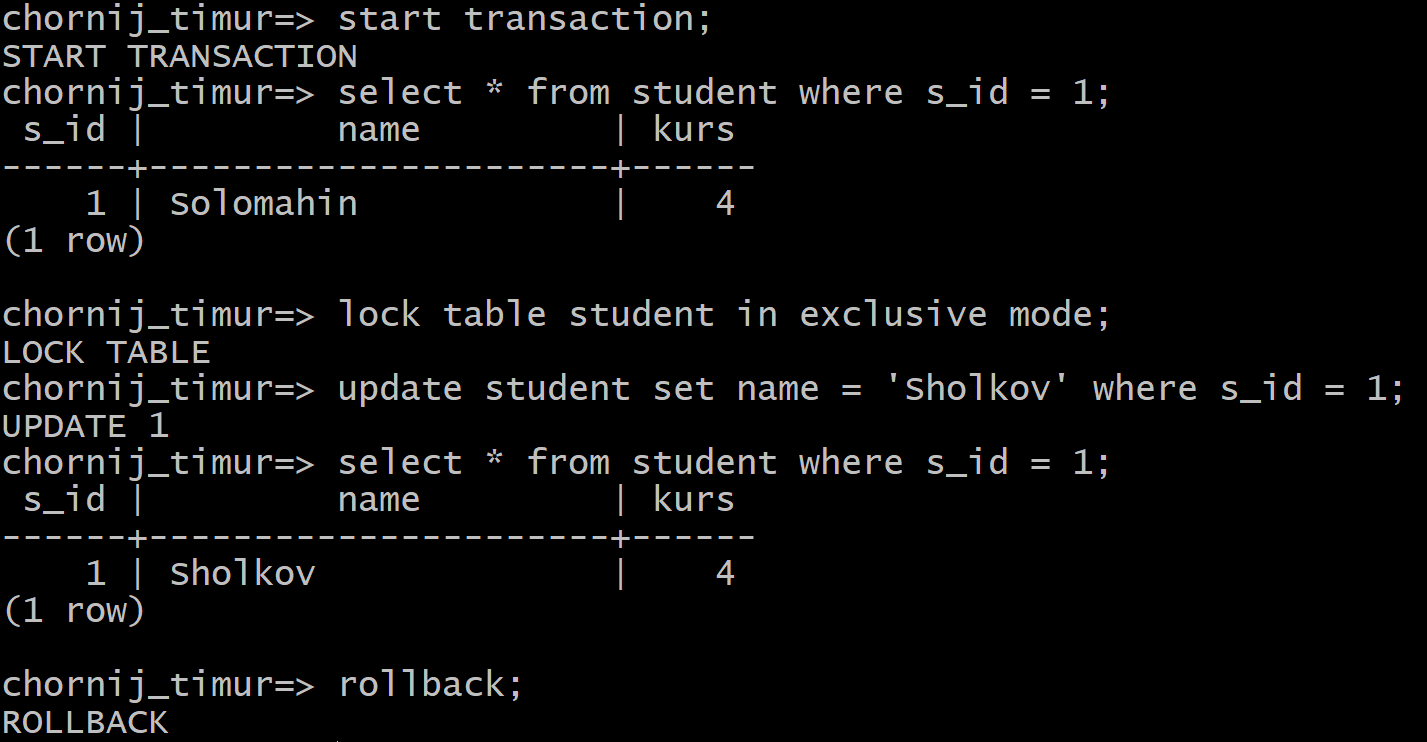 chornij_timur=> start transaction;
START TRANSACTION
chornij_timur=> select * from student where s_id = 1;
 s_id |         name         | kurs
------+----------------------+------
    1 | Solomahin            |    4
(1 row)

chornij_timur=> lock table student in exclusive mode;
LOCK TABLE
chornij_timur=> update student set name = 'Sholkov' where s_id = 1;
UPDATE 1
chornij_timur=> select * from student where s_id = 1;
 s_id |         name         | kurs
------+----------------------+------
    1 | Sholkov              |    4
(1 row)

chornij_timur=> rollback;
ROLLBACK